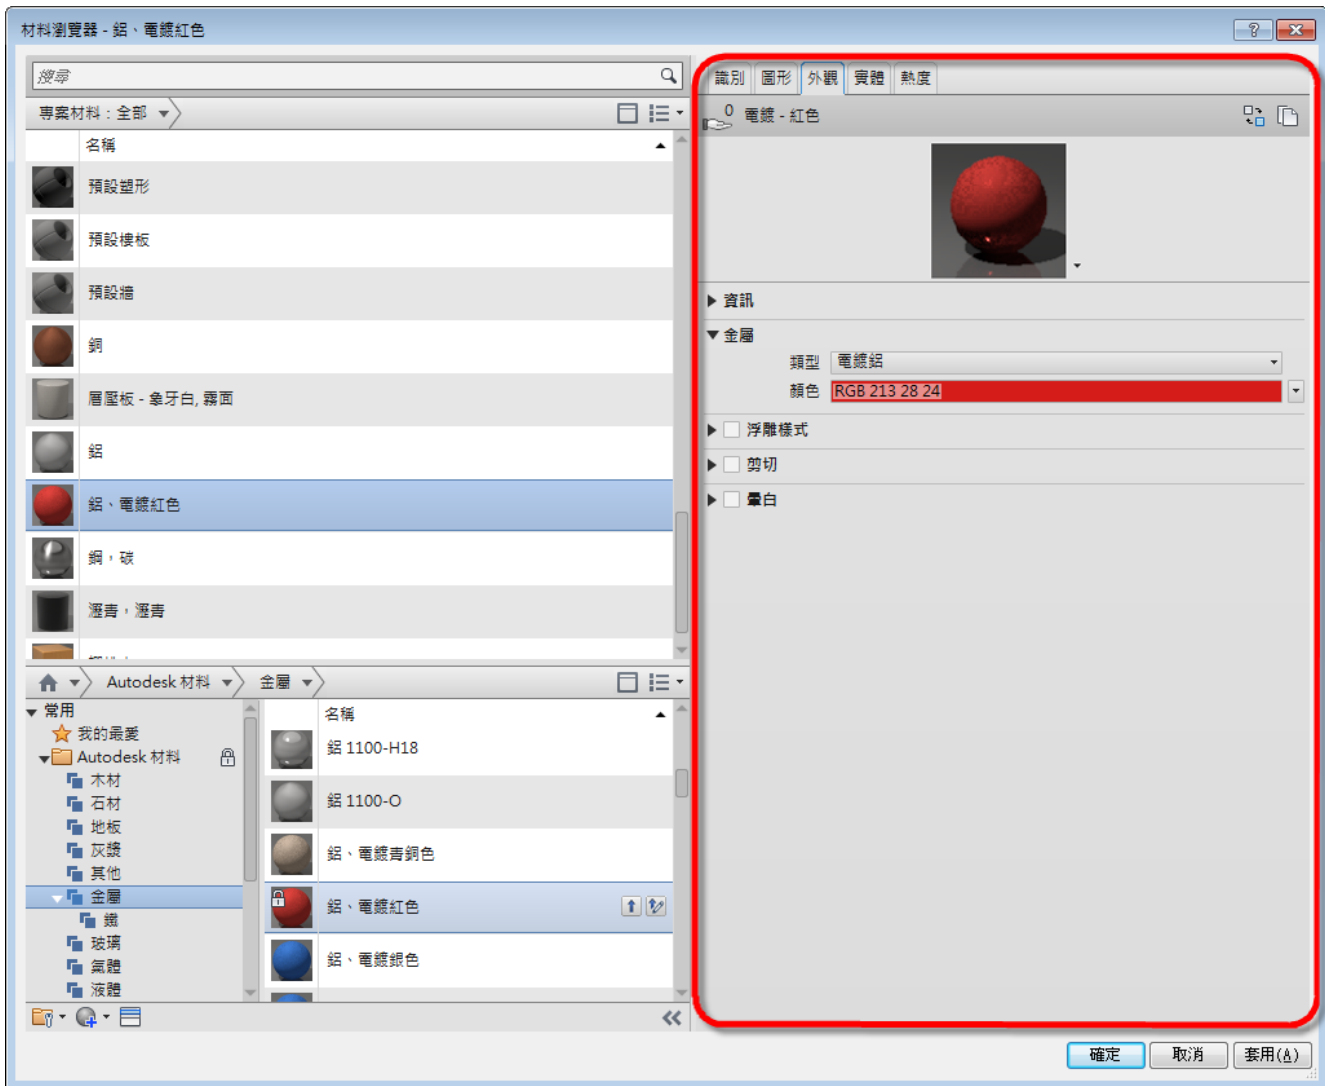 材料瀏覽器 - 鋁、電鍍紅色
搜尋
專案材料：全部
名稱
預設塑形
預設樓板
預設牆
銅
層壓板 - 象牙白, 霧面
鋁
鋁、電鍍紅色
鋼，碳
瀝青，瀝青
Autodesk 材料
金屬
常用
我的最愛
Autodesk 材料
木材
石材
地板
灰漿
其他
金屬
鐵
玻璃
氣體
液體
名稱
鋁 1100-H18
鋁 1100-O
鋁、電鍍青銅色
鋁、電鍍紅色
鋁、電鍍銀色
識別 圖形 外觀 實體 熱度
0 電鍍 - 紅色
資訊
金屬
類型 電鍍鋁
顏色 RGB 213 28 24
浮雕樣式
剪切
暈白
確定 取消 套用(A)